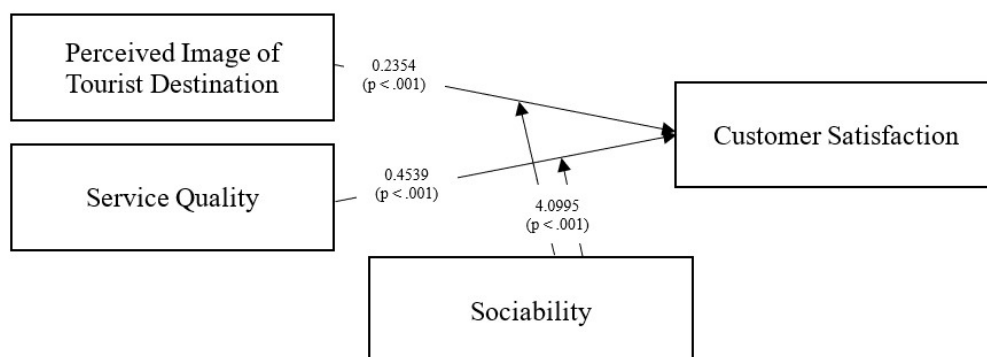 Perceived Image of
Tourist Destination
0.2354
(p < .001)
Customer Satisfaction
Service Quality
0.4539
(p < .001)
4.0995
(p < .001)
Sociability